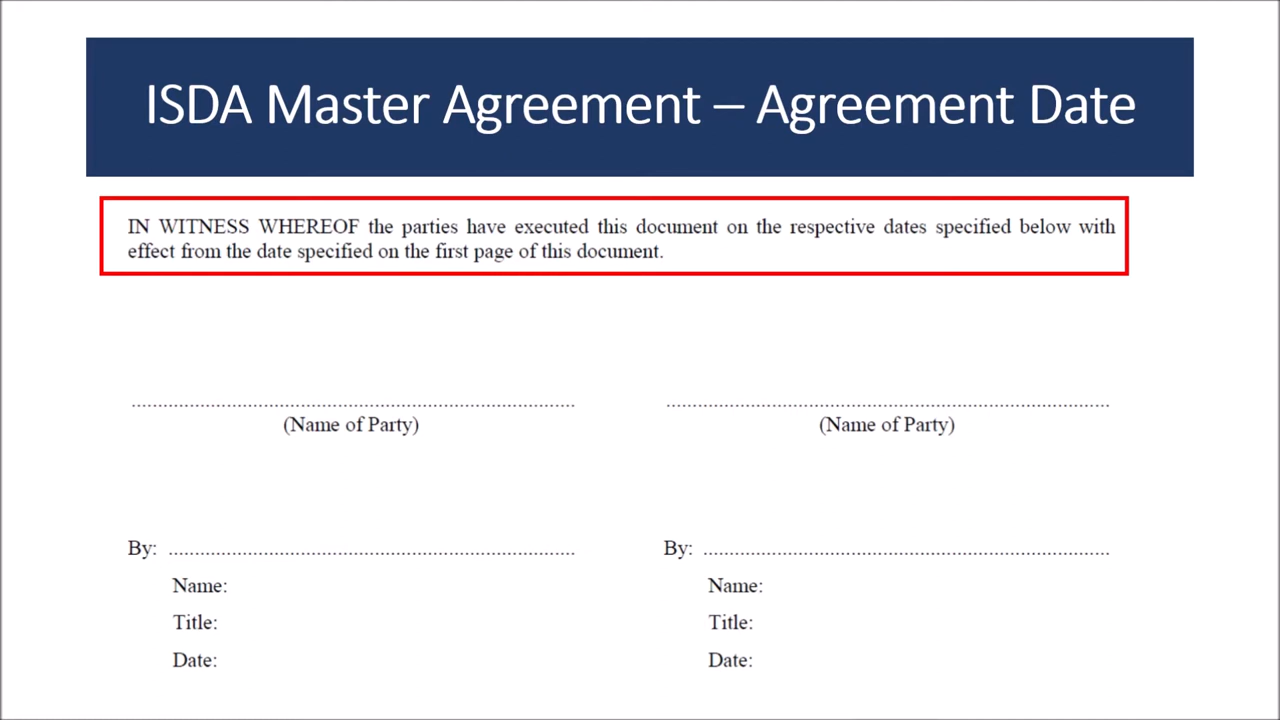 ISDA Master Agreement – Agreement Date
IN WITNESS WHEREOF the parties have executed this document on the respective dates specified below with
effect from the date specified on the first page of this document.
(Name of Party) (Name of Party)
By: By:
Name: Name:
Title: Title:
Date: Date: